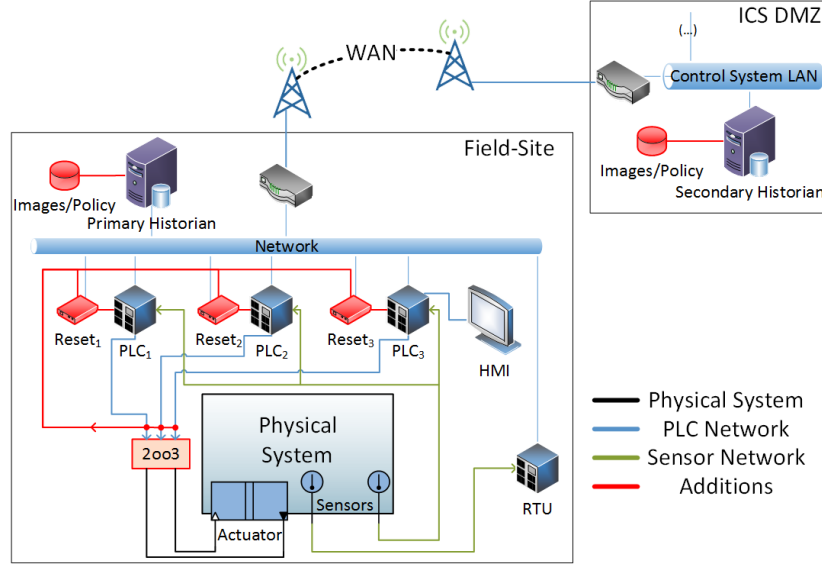 ICS DMZ
(...)
WAN
Control System LAN
Field-Site
Images/Policy
Secondary Historian
Images/Policy
Primary Historian
Network
Reset₁
PLC₁
Reset₂
PLC₂
Reset₃
PLC₃
HMI
2oo3
Physical
System
Sensors
Actuator
RTU
Physical System
PLC Network
Sensor Network
Additions